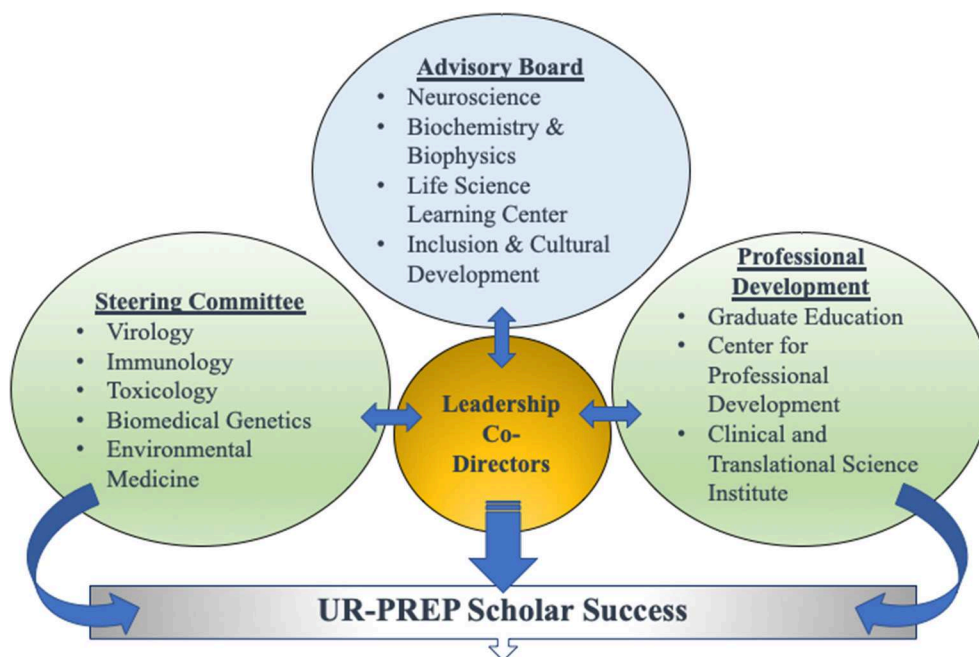 Advisory Board
• Neuroscience
• Biochemistry &
Biophysics
• Life Science
Learning Center
• Inclusion & Cultural
Development
Steering Committee
• Virology
• Immunology
• Toxicology
• Biomedical Genetics
• Environmental
Medicine
Leadership
Co-
Directors
Professional
Development
• Graduate Education
• Center for
Professional
Development
• Clinical and
Translational Science
Institute
UR-PREP Scholar Success